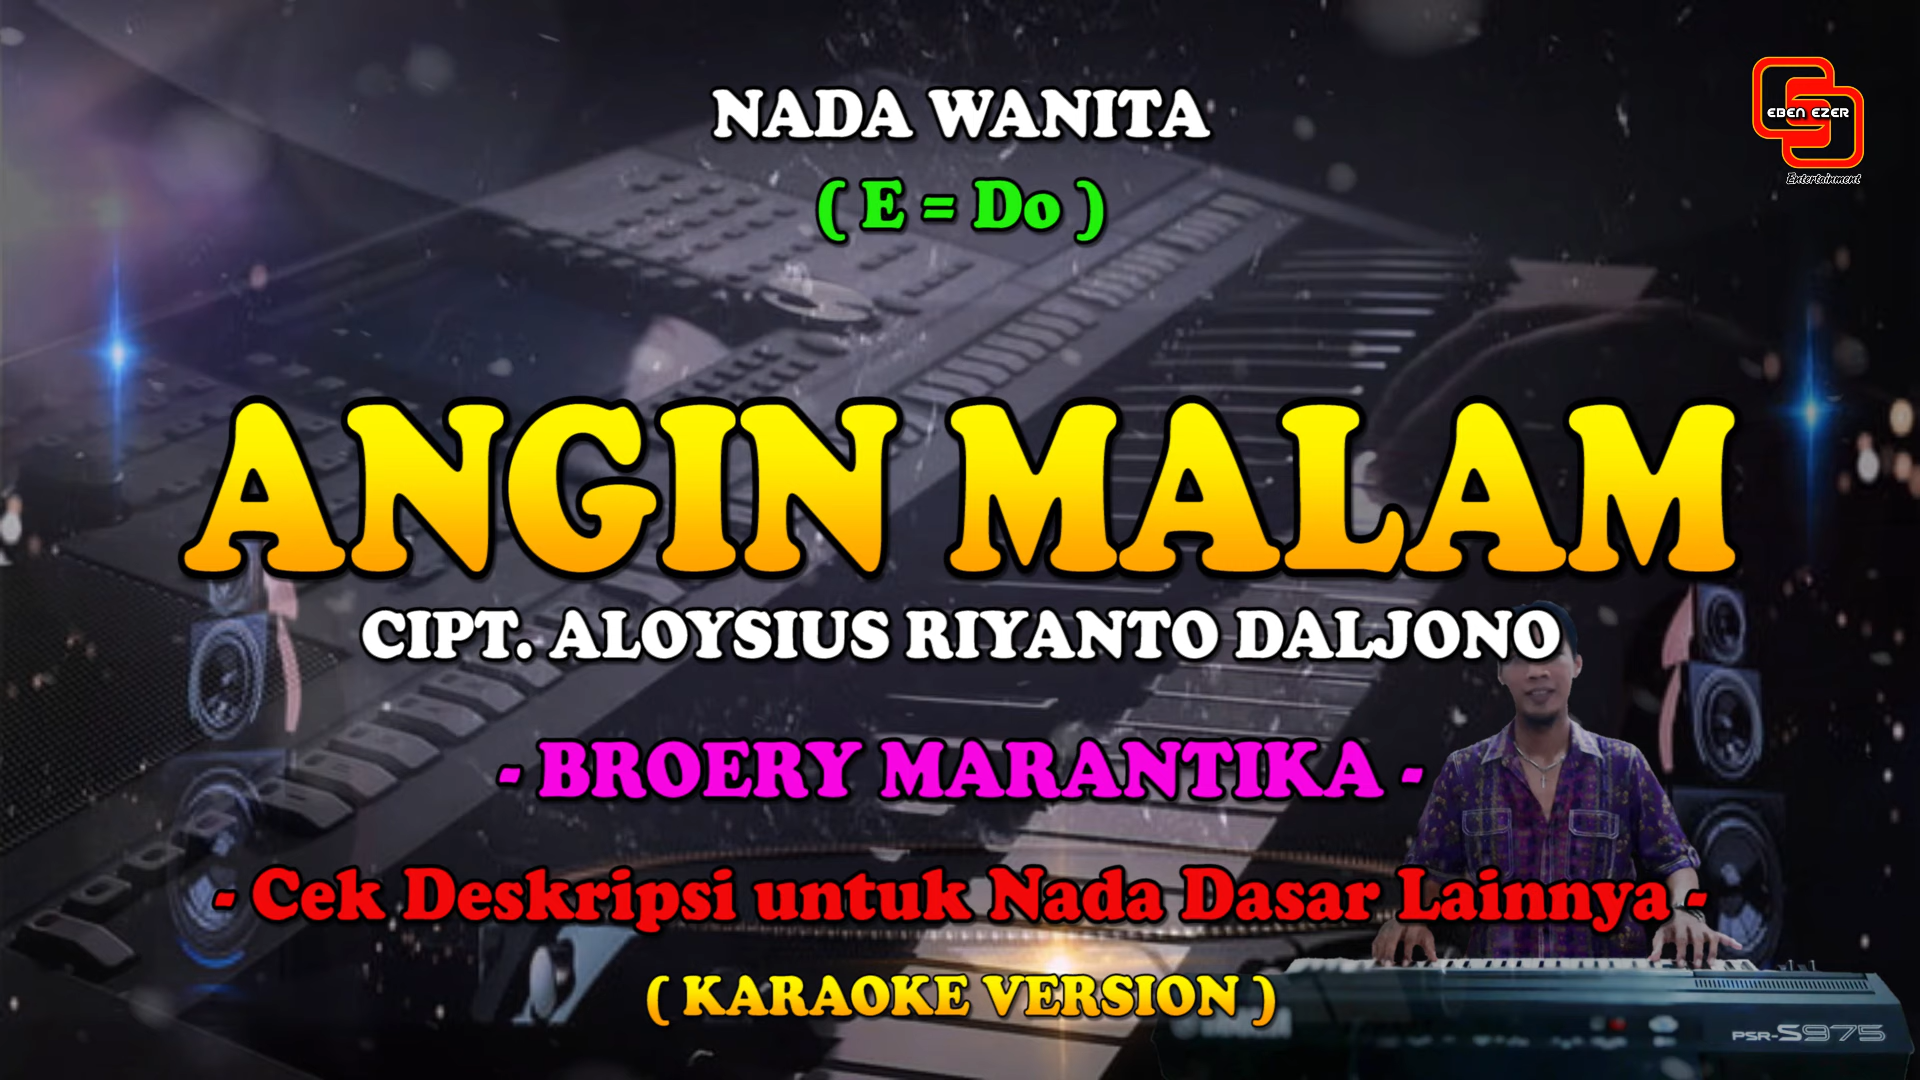 NADA WANITA
( E = Do )
EBEN EZER
Entertainment
ANGIN MALAM
CIPT. ALOYSIUS RIYANTO DALJONO
- BROERY MARANTIKA -
- Cek Deskripsi untuk Nada Dasar Lainnya -
( KARAOKE VERSION )
PSR-S975